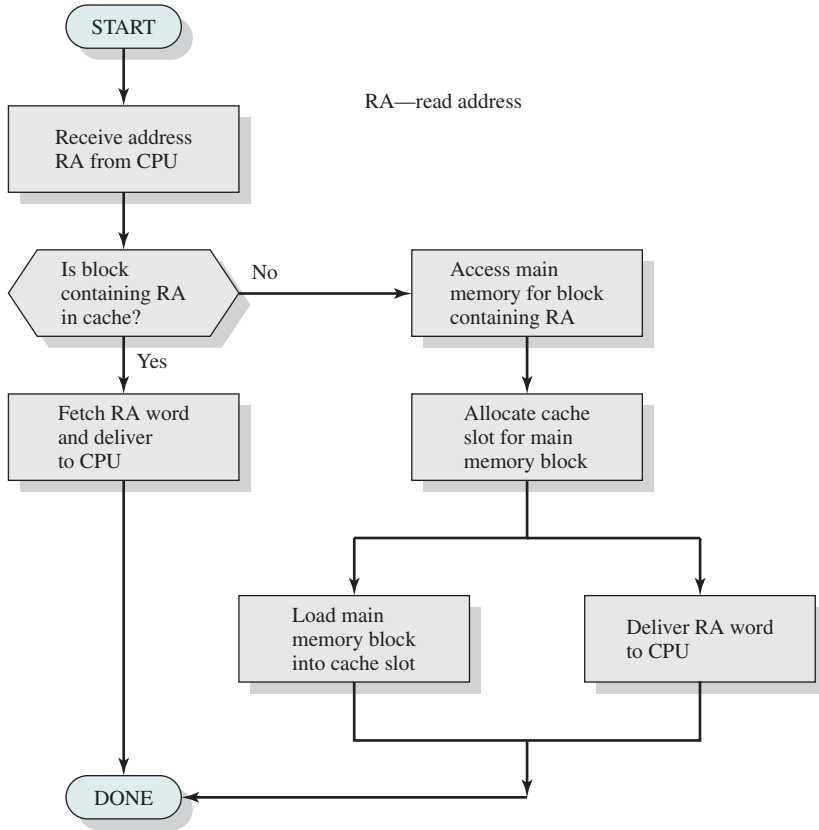 START
RA—read address
Receive address
RA from CPU
Is block
containing RA
in cache?
No
Access main
memory for block
containing RA
Yes
Fetch RA word
and deliver
to CPU
Allocate cache
slot for main
memory block
Load main
memory block
into cache slot
Deliver RA word
to CPU
DONE